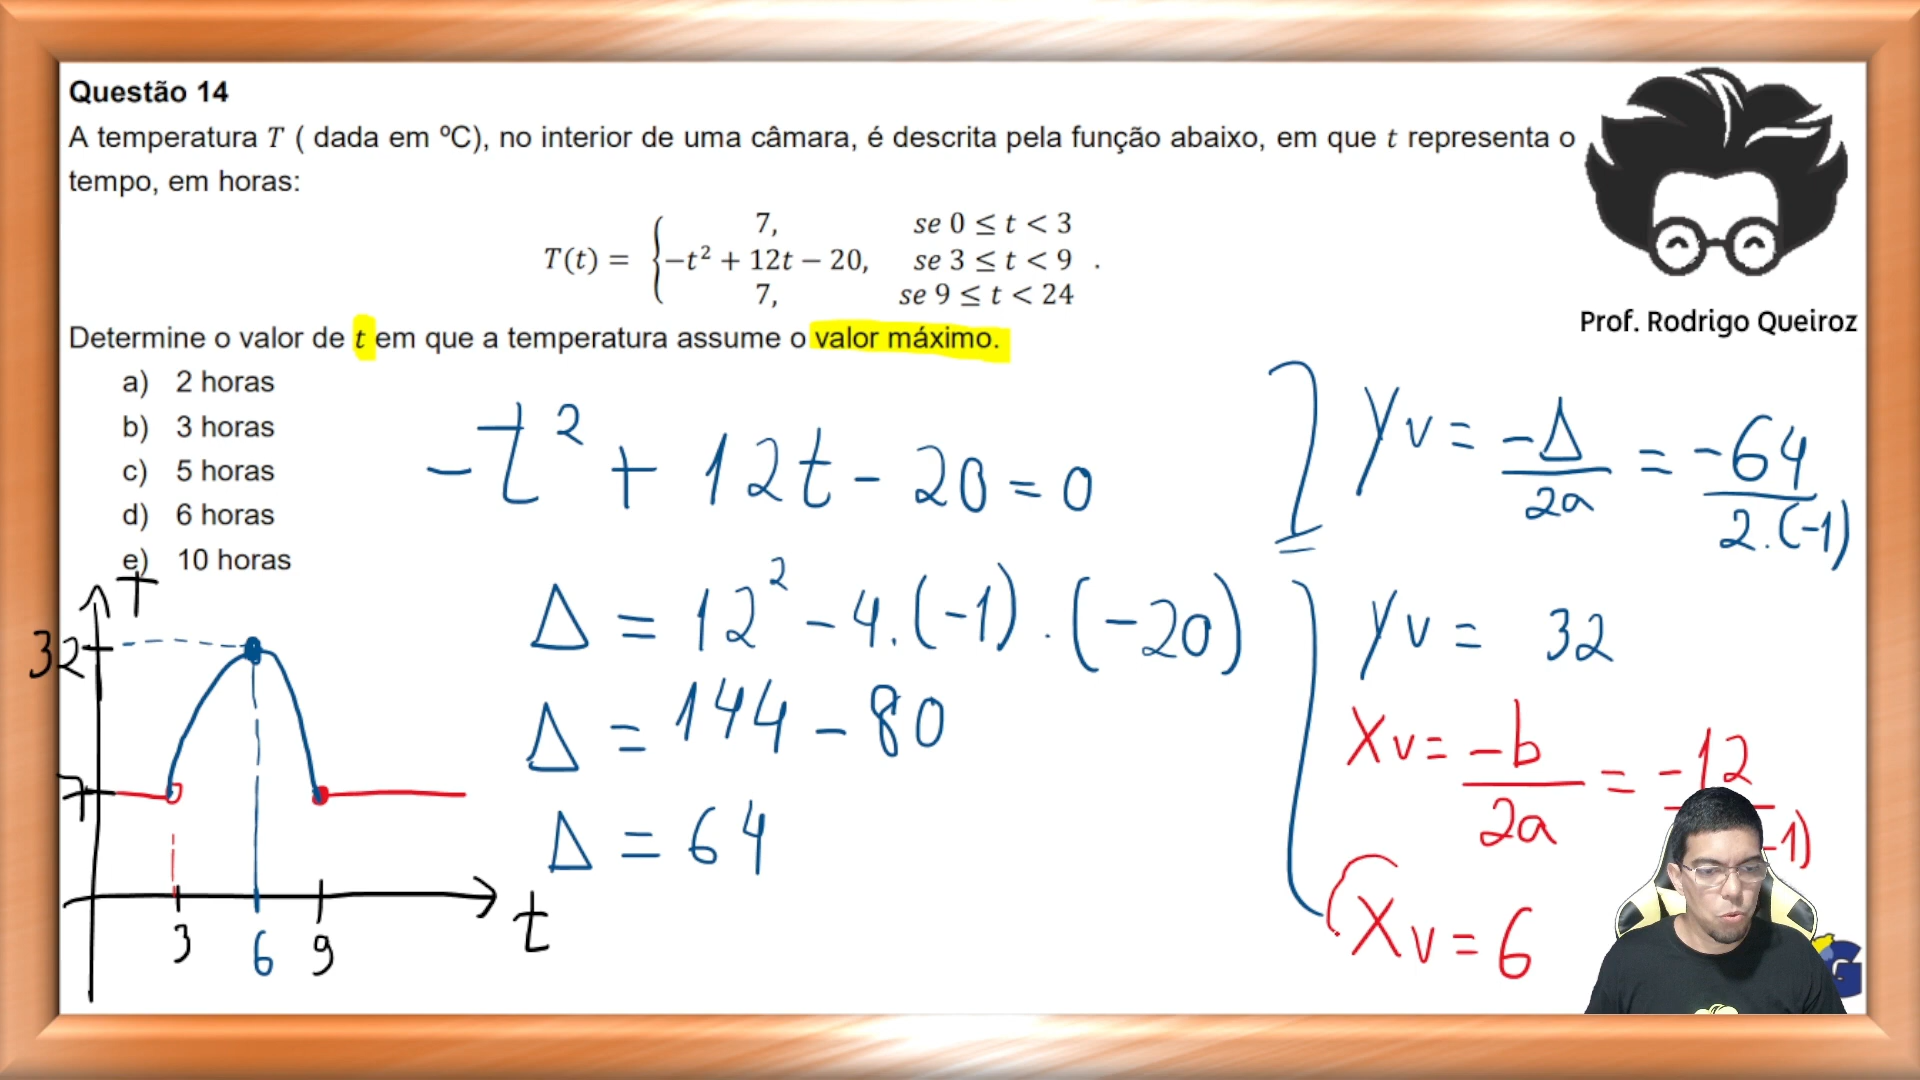 Questão 14
A temperatura T ( dada em ºC), no interior de uma câmara, é descrita pela função abaixo, em que t representa o
tempo, em horas:
7, se 0 ≤ t < 3
T(t) = { −t² + 12t − 20, se 3 ≤ t < 9 .
7, se 9 ≤ t < 24
Determine o valor de t em que a temperatura assume o valor máximo.
a) 2 horas
b) 3 horas
c) 5 horas
d) 6 horas
e) 10 horas
Prof. Rodrigo Queiroz
-t² + 12t - 20 = 0
Δ = 12² - 4.(-1).(-20)
Δ = 144 - 80
Δ = 64
Yv = -Δ/2a = -64/2.(-1)
Yv = 32
Xv = -b/2a = -12/ -1)
Xv = 6
T
32
7
3 6 9
t
G